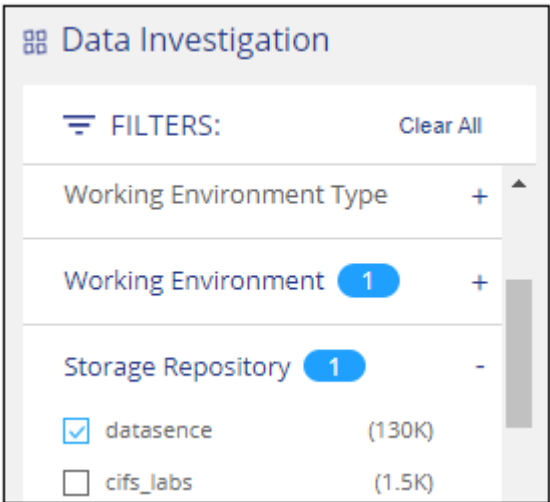 Data Investigation
FILTERS: Clear All
Working Environment Type +
Working Environment 1 +
Storage Repository 1 -
datasence (130K)
cifs_labs (1.5K)